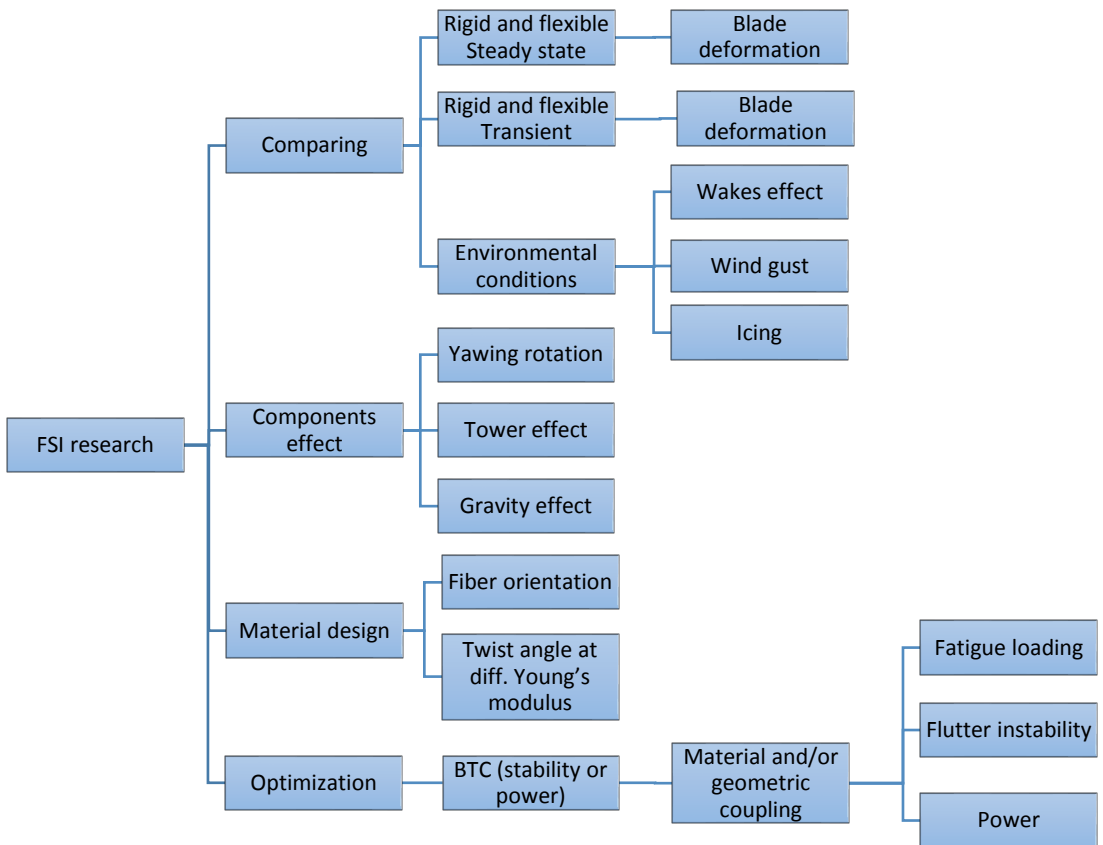 Rigid and flexible
Steady state
Blade
deformation
Rigid and flexible
Transient
Blade
deformation
Comparing
Wakes effect
Environmental
conditions
Wind gust
Icing
Yawing rotation
FSI research
Components
effect
Tower effect
Gravity effect
Fiber orientation
Material design
Twist angle at
diff. Young’s
modulus
Fatigue loading
Flutter instability
Optimization
BTC (stability or
power)
Material and/or
geometric
coupling
Power